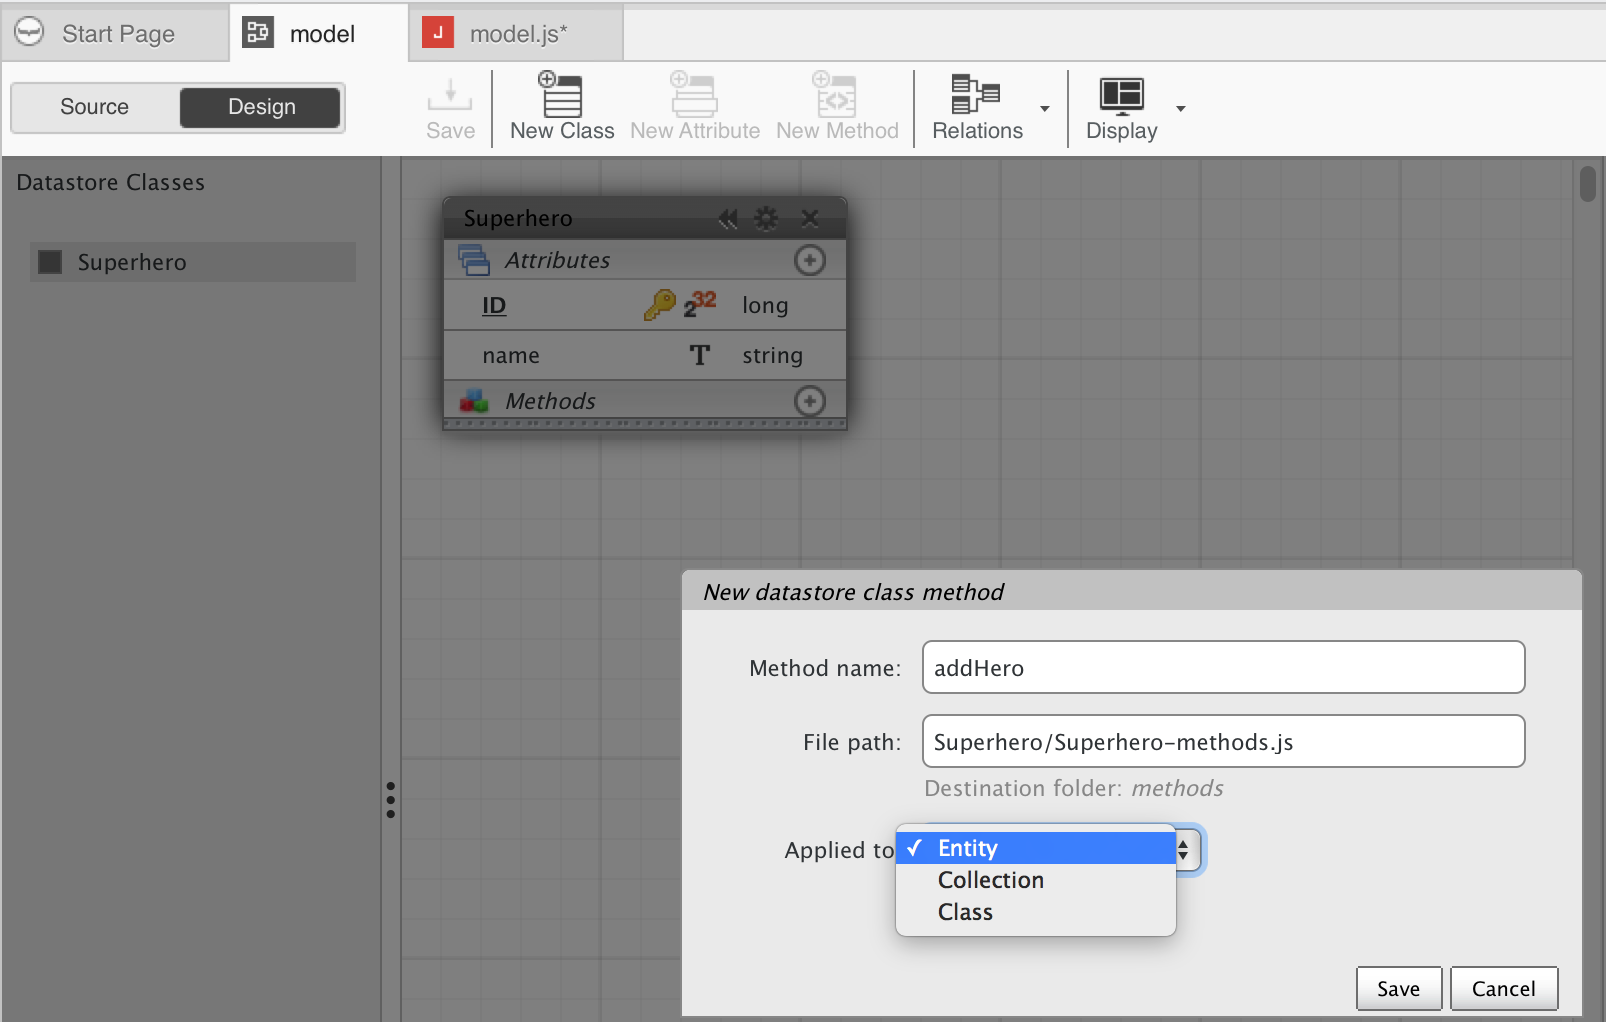 Start Page
model
model.js*
Source
Design
Save
New Class
New Attribute
New Method
Relations
Display
Datastore Classes
Superhero
Superhero
Attributes
ID
2^32
long
name
T
string
Methods
New datastore class method
Method name:
addHero
File path:
Superhero/Superhero-methods.js
Destination folder: methods
Applied to
✓ Entity
Collection
Class
Save
Cancel